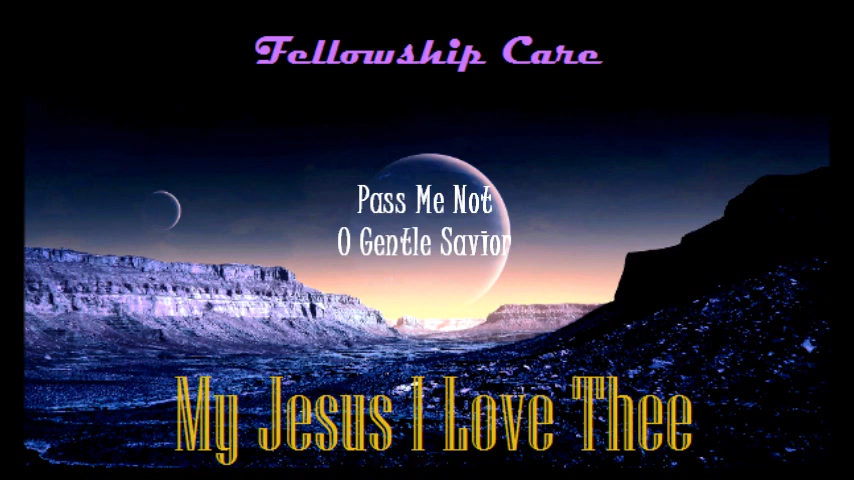 Fellowship Care
Pass Me Not
O Gentle Savior
My Jesus I Love Thee